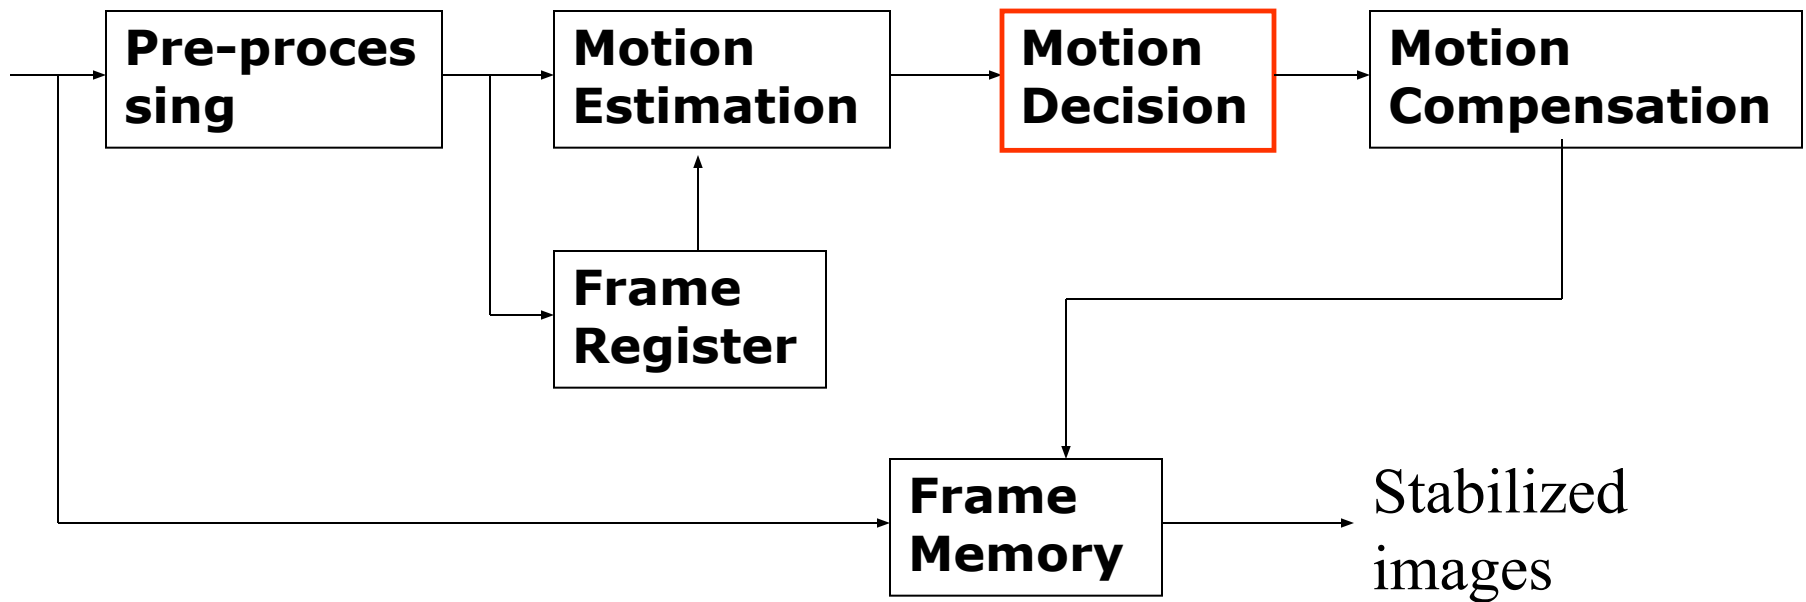 Pre-proces
sing
Motion
Estimation
Motion
Decision
Motion
Compensation
Frame
Register
Frame
Memory
Stabilized
images